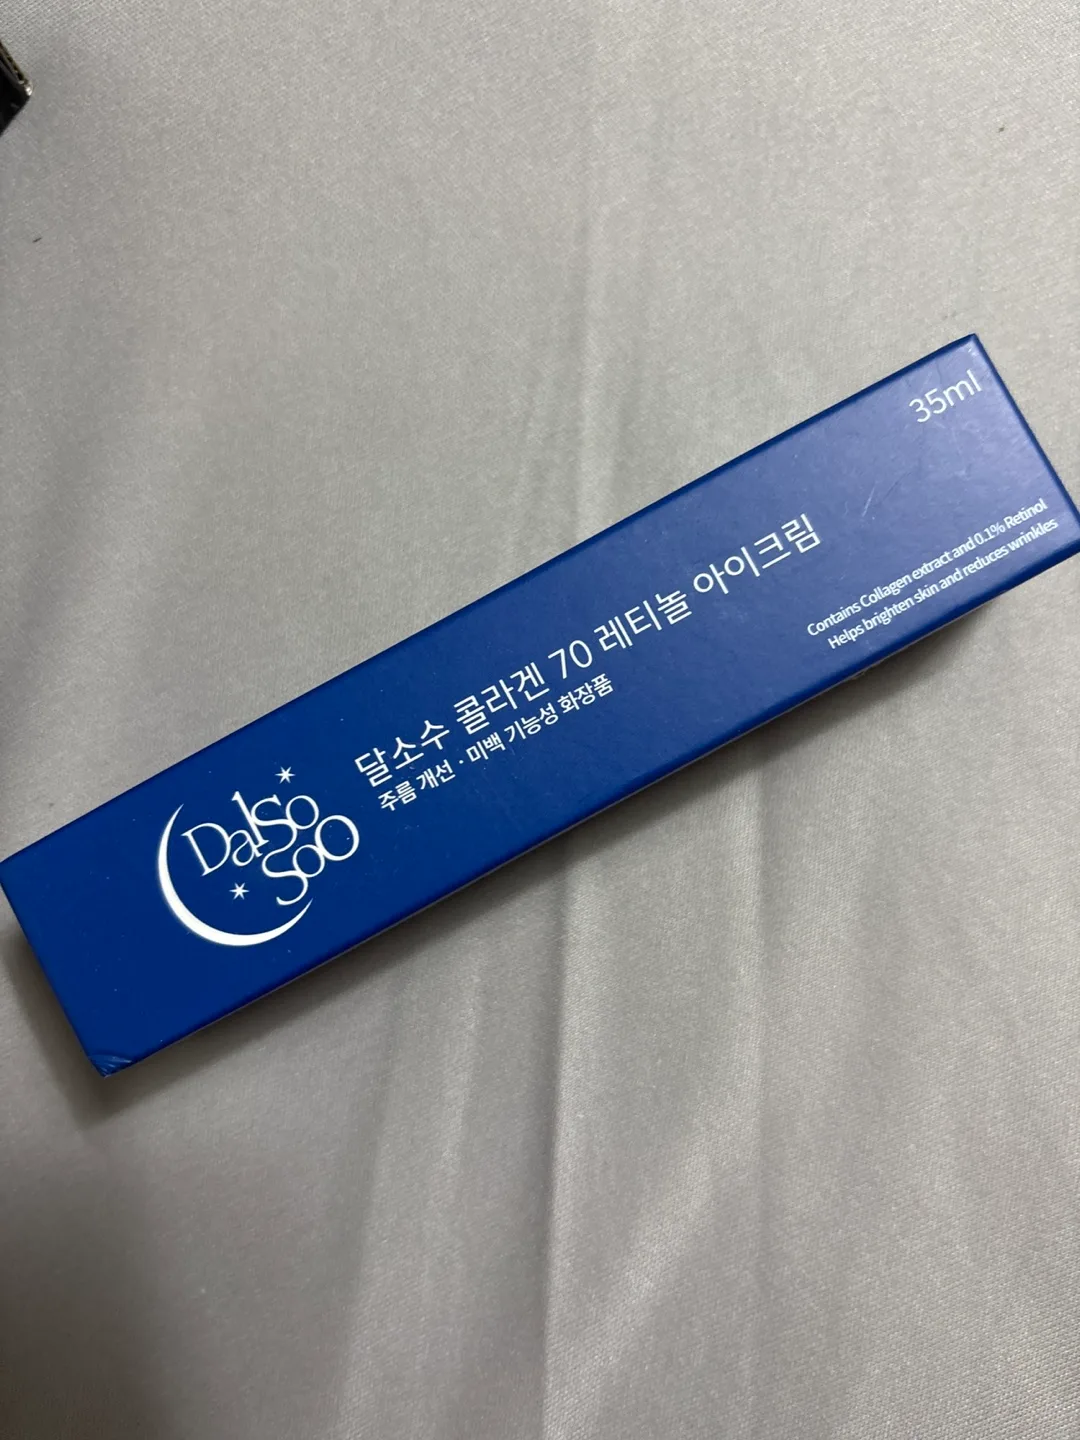 DalSo
SoO
달소수 콜라겐 70 레티놀 아이크림
주름 개선 · 미백 기능성 화장품
35ml
Contains Collagen extract and 0.1% Retinol
Helps brighten skin and reduces wrinkles